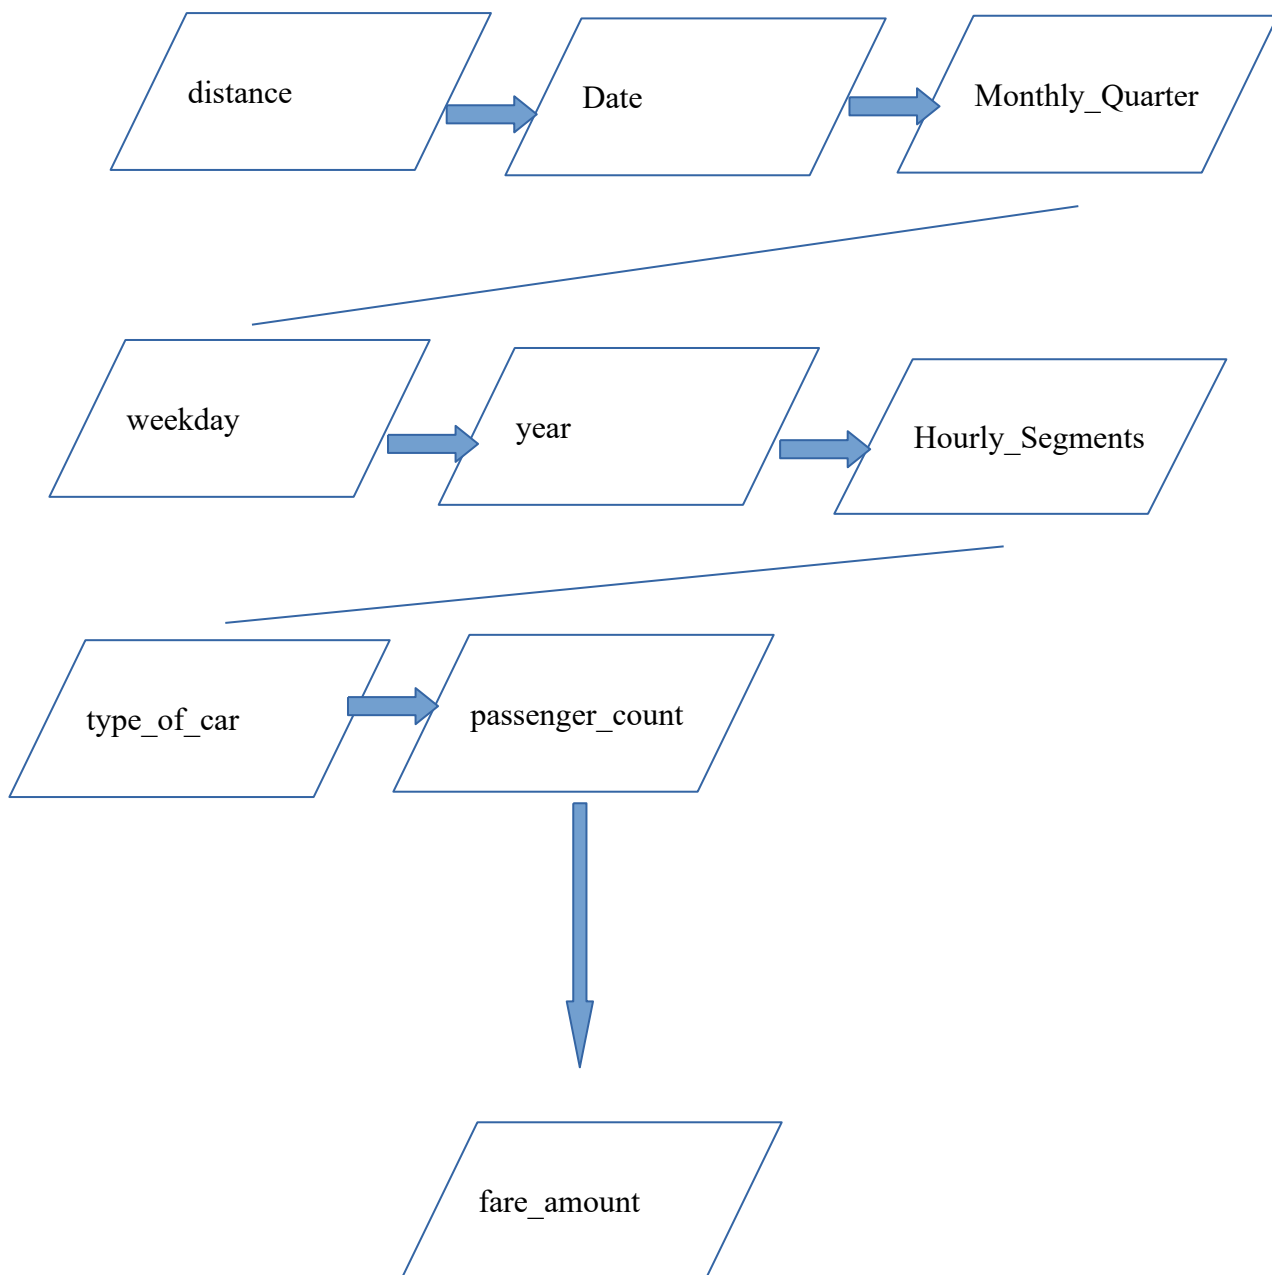 distance
Date
Monthly_Quarter
weekday
year
Hourly_Segments
type_of_car
passenger_count
fare_amount